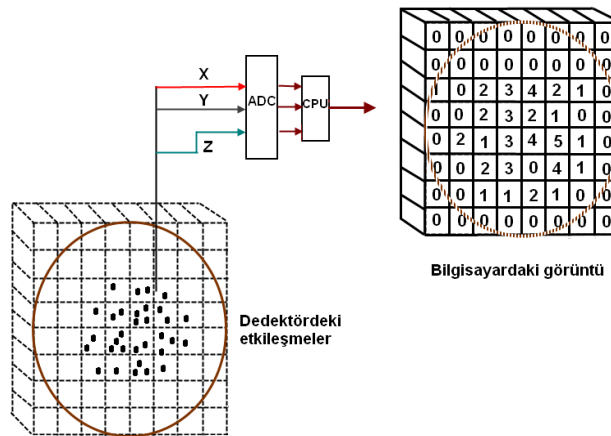 X
Y
Z
ADC
CPU
0 0 0 0 0 0 0 0
0 0 0 0 0 0 0 0
1 0 2 3 4 2 1 0
0 0 2 3 2 1 0 0
0 2 1 3 4 5 1 0
0 0 2 3 0 4 1 0
0 0 1 1 2 1 0 0
0 0 0 0 0 0 0 0
Bilgisayardaki görüntü
Dedektördeki
etkileşmeler